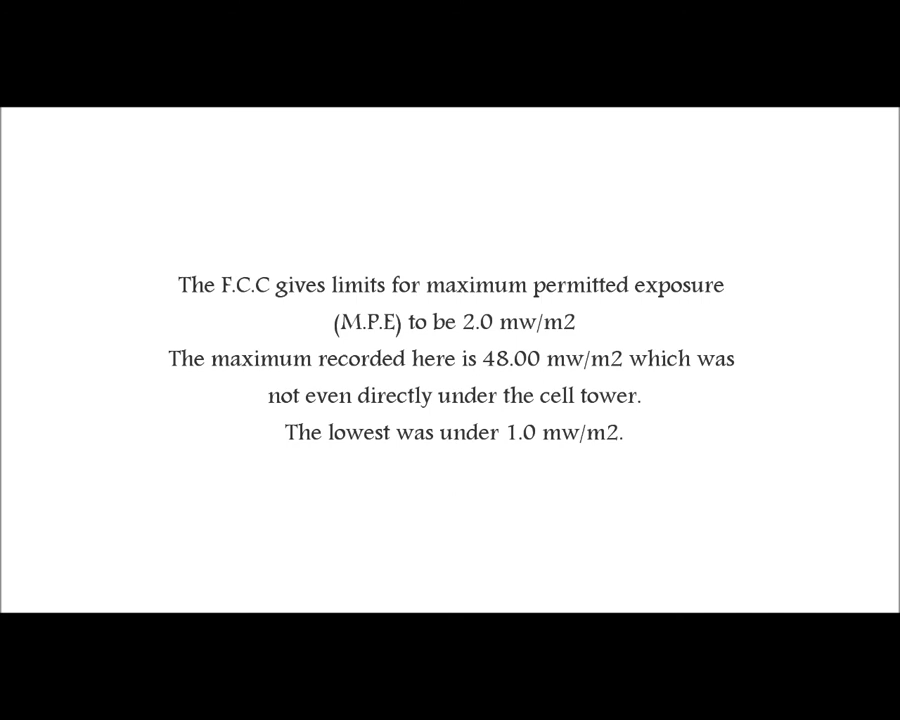 The F.C.C gives limits for maximum permitted exposure
(M.P.E) to be 2.0 mw/m2
The maximum recorded here is 48.00 mw/m2 which was
not even directly under the cell tower.
The lowest was under 1.0 mw/m2.